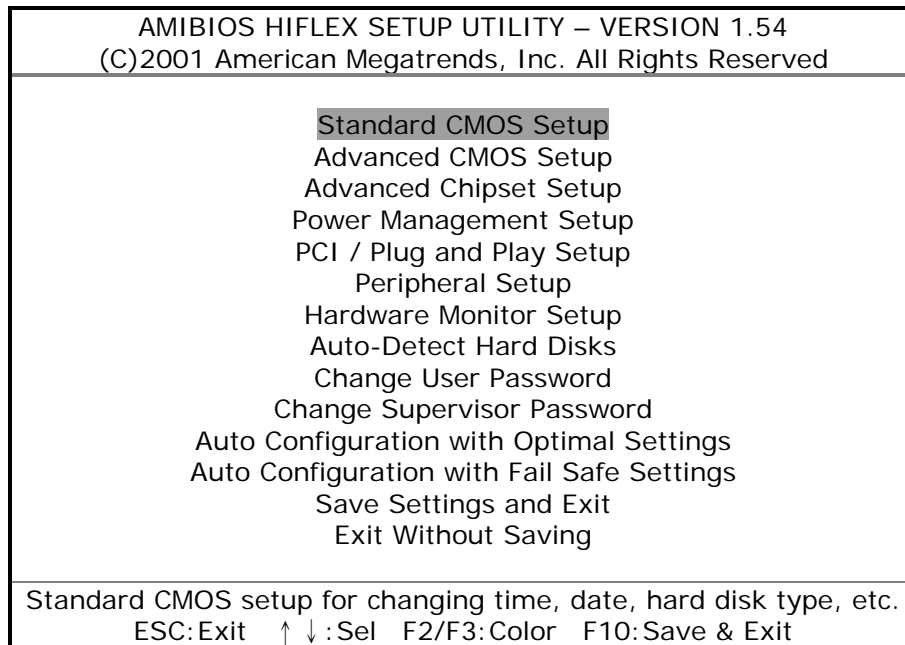 AMIBIOS HIFLEX SETUP UTILITY – VERSION 1.54
(C)2001 American Megatrends, Inc. All Rights Reserved
Standard CMOS Setup
Advanced CMOS Setup
Advanced Chipset Setup
Power Management Setup
PCI / Plug and Play Setup
Peripheral Setup
Hardware Monitor Setup
Auto-Detect Hard Disks
Change User Password
Change Supervisor Password
Auto Configuration with Optimal Settings
Auto Configuration with Fail Safe Settings
Save Settings and Exit
Exit Without Saving
Standard CMOS setup for changing time, date, hard disk type, etc.
ESC:Exit ↑↓:Sel F2/F3:Color F10:Save & Exit